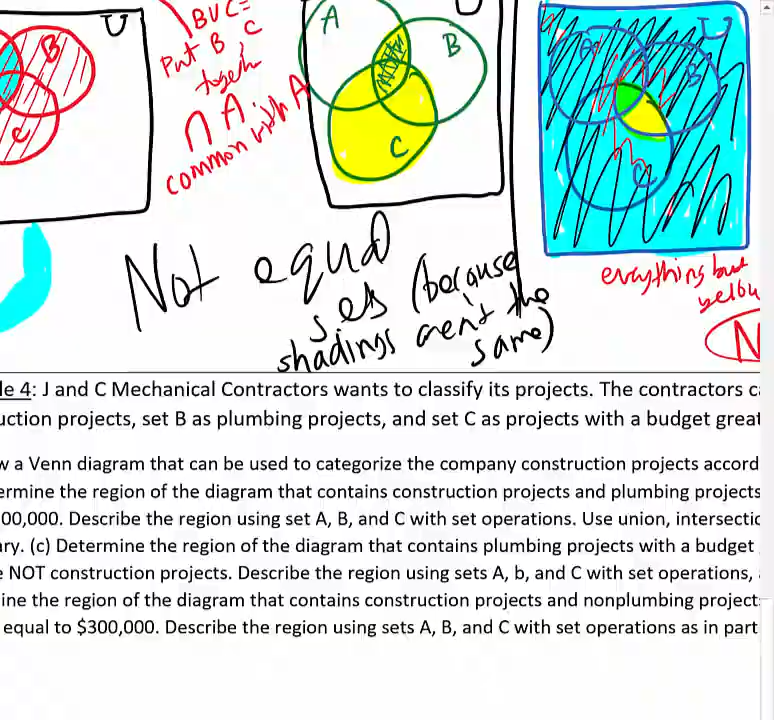 U
B
C
BUC=
Put B C
together
∩ A
common with A
A
B
C
U
U
A
B
C
everything but
yellow
N
Not equal
sets (because
shadings aren't the
same)
le 4: J and C Mechanical Contractors wants to classify its projects. The contractors c
uction projects, set B as plumbing projects, and set C as projects with a budget great
w a Venn diagram that can be used to categorize the company construction projects accord
ermine the region of the diagram that contains construction projects and plumbing projects
00,000. Describe the region using set A, B, and C with set operations. Use union, intersectio
ary. (c) Determine the region of the diagram that contains plumbing projects with a budget
e NOT construction projects. Describe the region using sets A, b, and C with set operations,
ine the region of the diagram that contains construction projects and nonplumbing project
equal to $300,000. Describe the region using sets A, B, and C with set operations as in part